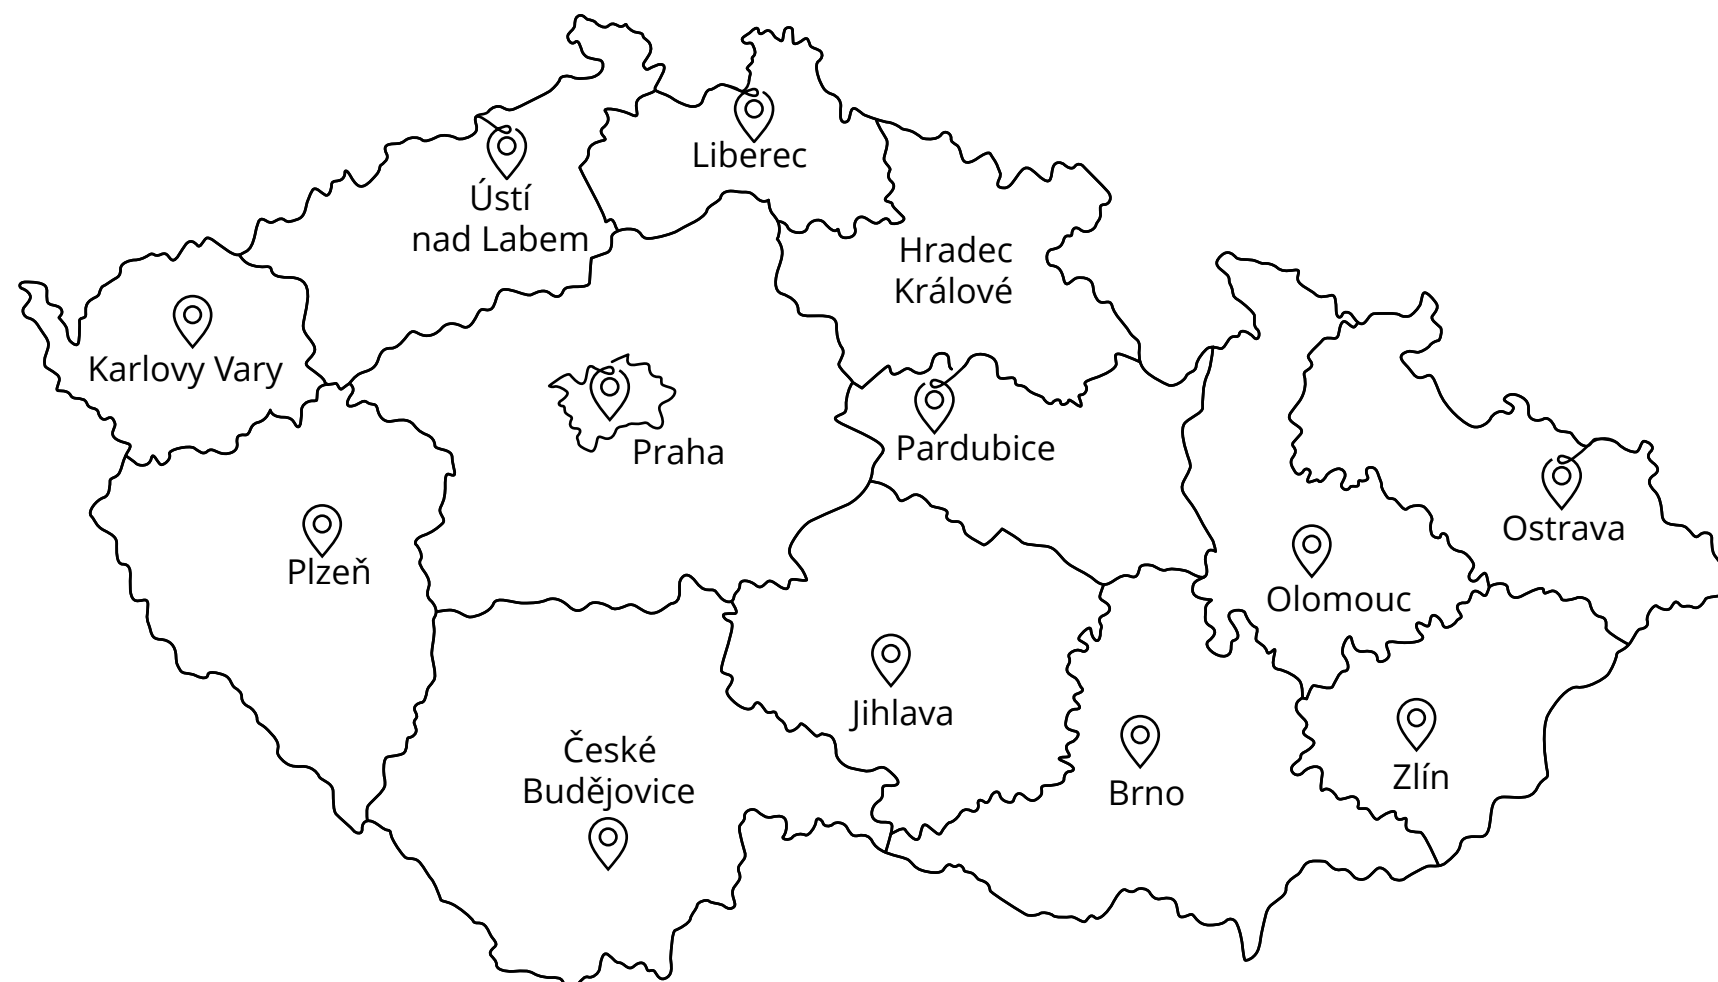 Liberec
Ústí
nad Labem
Hradec
Králové
Karlovy Vary
Praha
Pardubice
Ostrava
Plzeň
Olomouc
Jihlava
České
Budějovice
Brno
Zlín